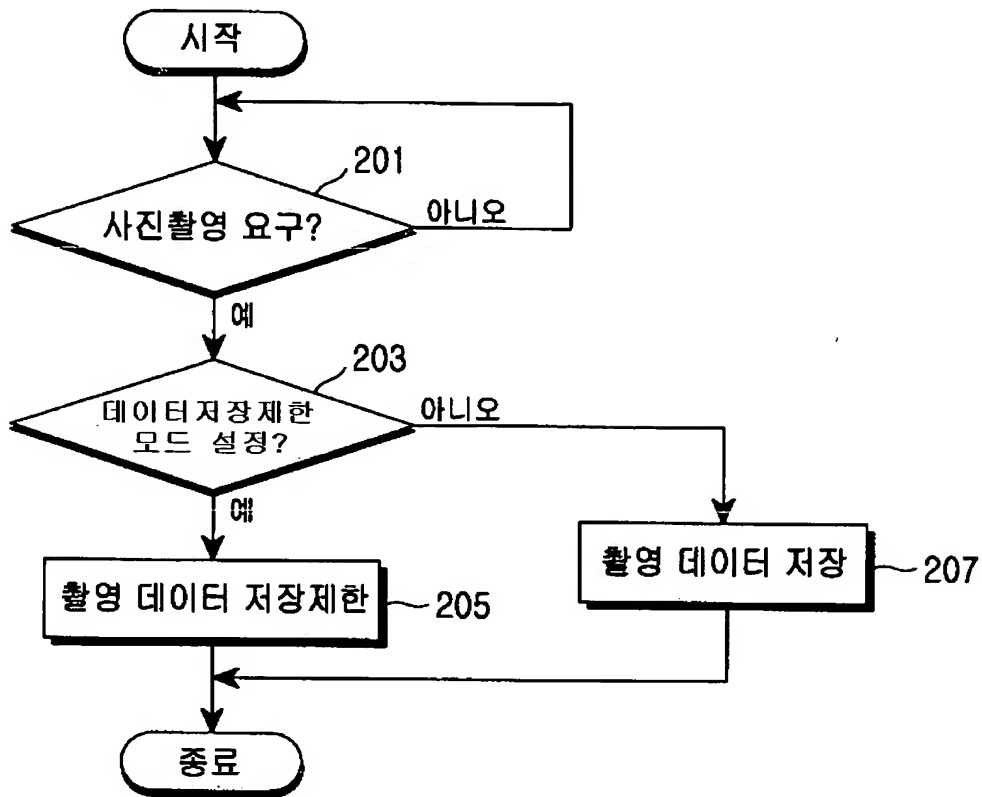 시작
201
사진촬영 요구?
아니오
예
203
데이터저장제한
모드 설정?
아니오
예
촬영 데이터 저장제한
205
촬영 데이터 저장
207
종료